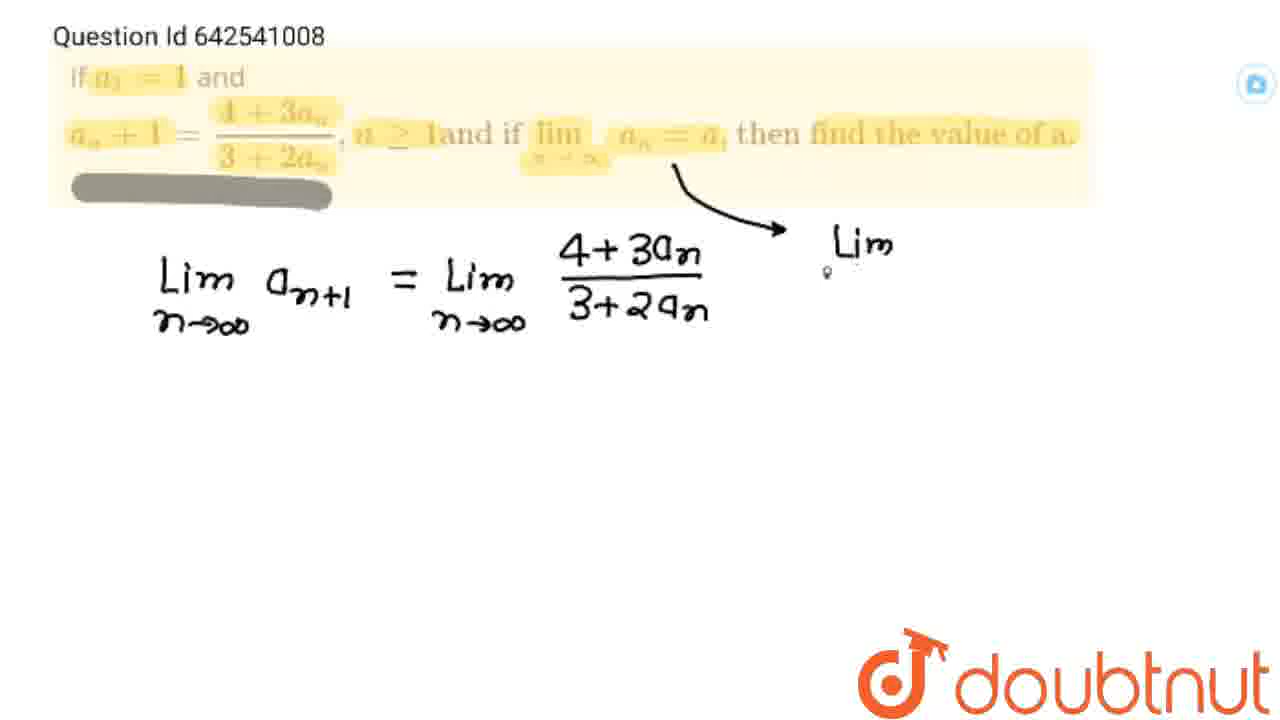 Question Id 642541008
If a₁ = 1 and
aₙ + 1 = (4 + 3aₙ)/(3 + 2aₙ), a ≥ 1and if lim n→∞ aₙ = a, then find the value of a.
Lim n→∞ aₙ₊₁ = Lim n→∞ (4+3aₙ)/(3+2aₙ) Lim
doubtnut